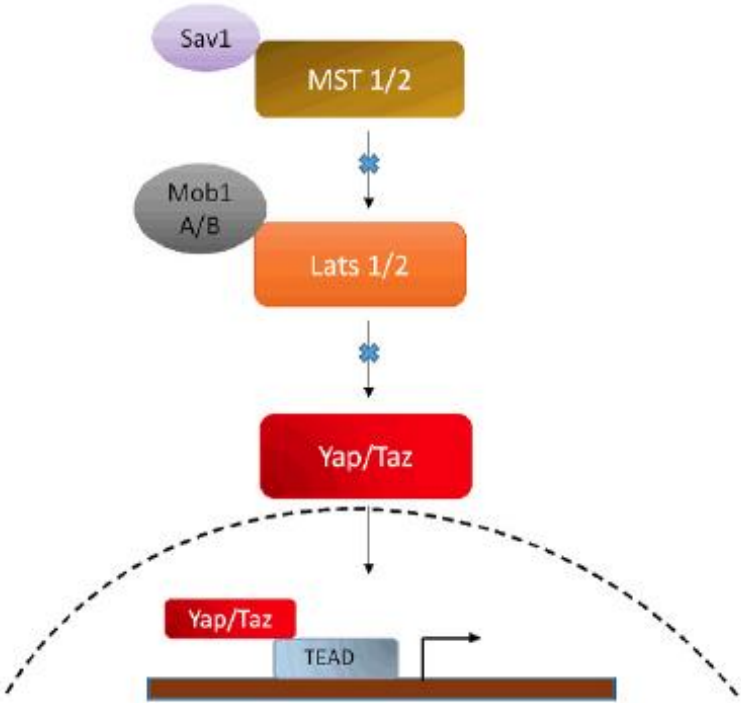 Sav1
MST 1/2
Mob1
A/B
Lats 1/2
Yap/Taz
Yap/Taz
TEAD